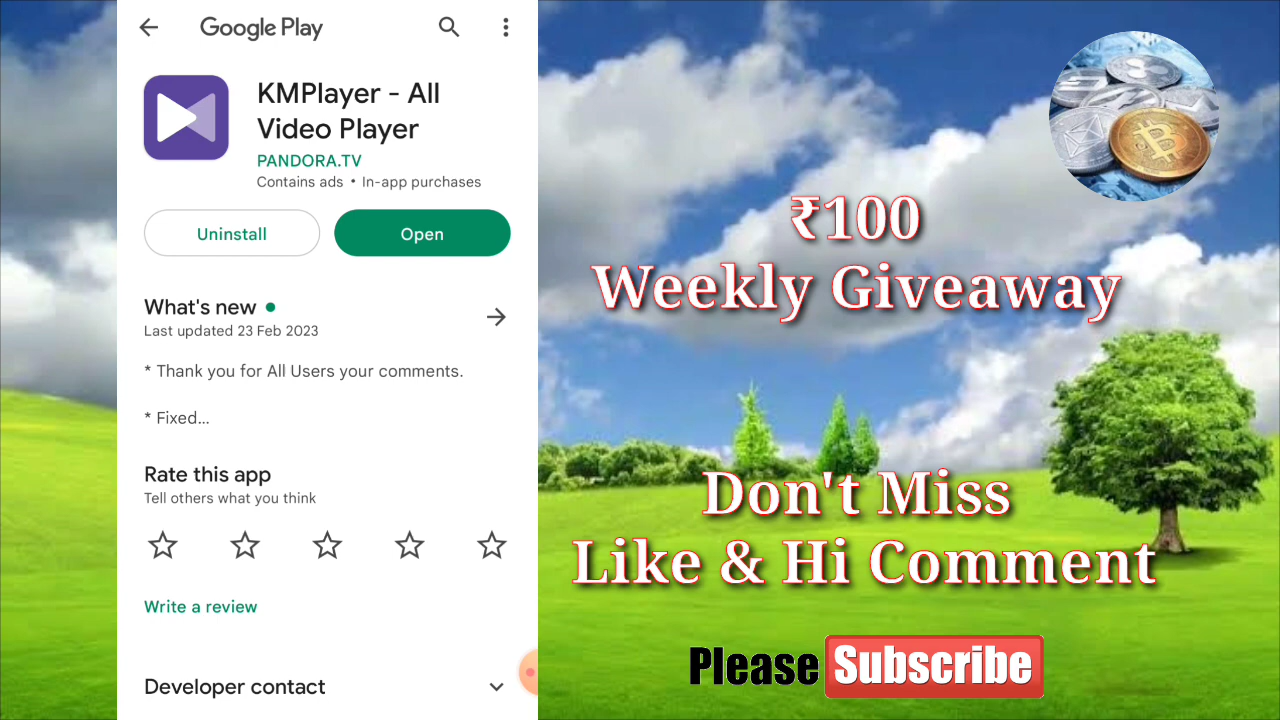 Google Play
KMPlayer - All
Video Player
PANDORA.TV
Contains ads • In-app purchases
Uninstall
Open
What's new
Last updated 23 Feb 2023
* Thank you for All Users your comments.
* Fixed...
Rate this app
Tell others what you think
Write a review
Developer contact
₹100
Weekly Giveaway
Don't Miss
Like & Hi Comment
Please Subscribe